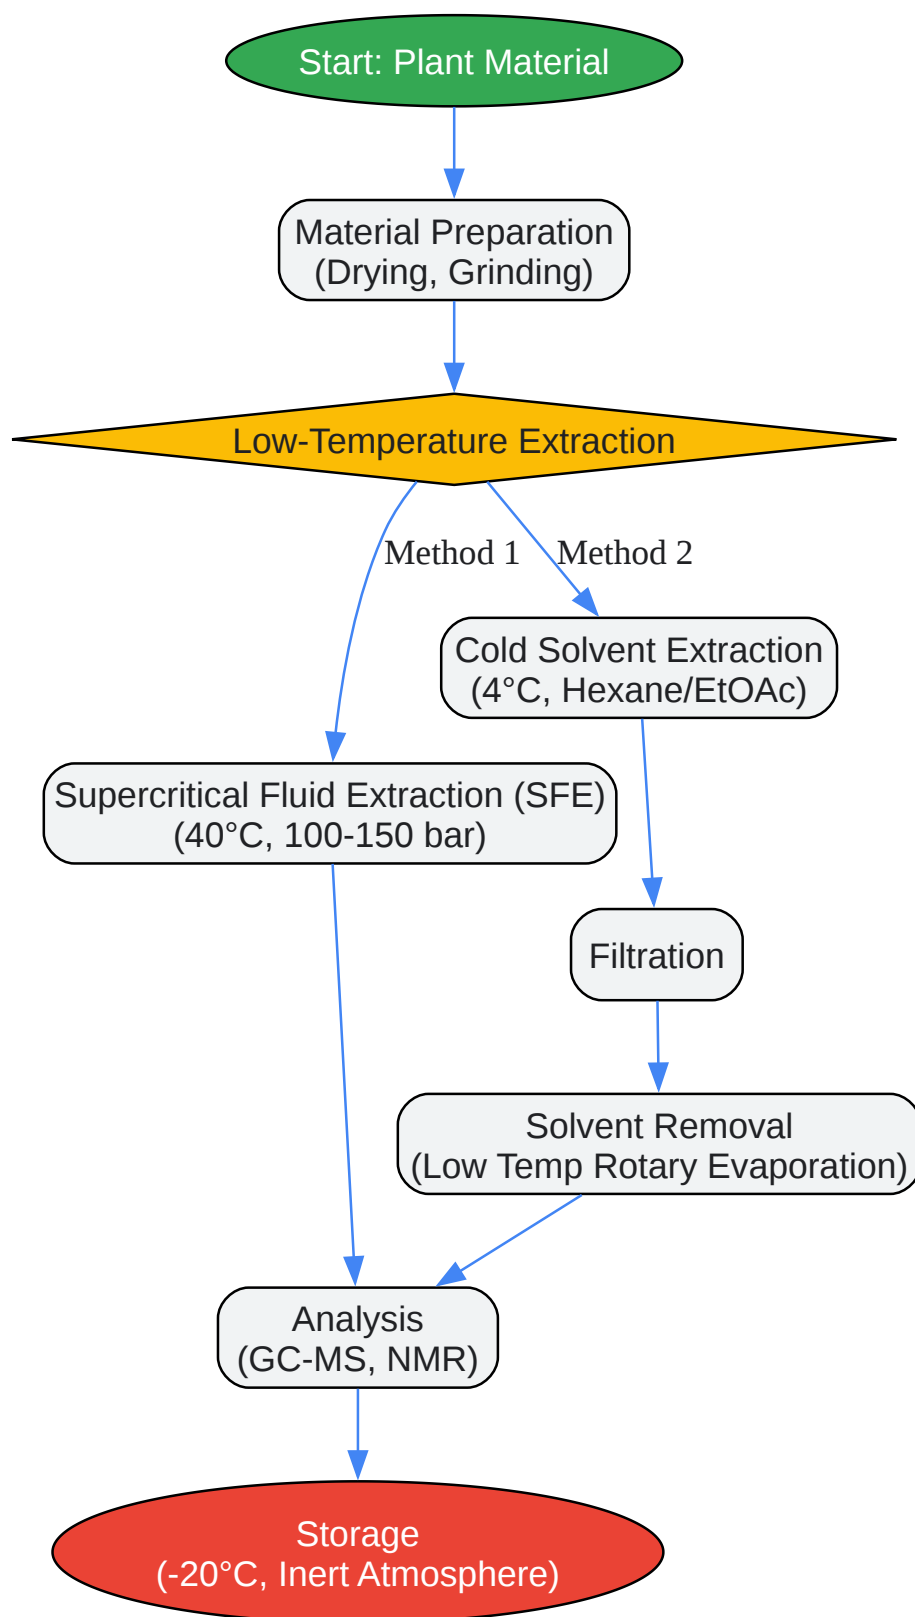 Start: Plant Material
Material Preparation
(Drying, Grinding)
Low-Temperature Extraction
Method 1
Method 2
Cold Solvent Extraction
(4°C, Hexane/EtOAc)
Supercritical Fluid Extraction (SFE)
(40°C, 100-150 bar)
Filtration
Solvent Removal
(Low Temp Rotary Evaporation)
Analysis
(GC-MS, NMR)
Storage
(-20°C, Inert Atmosphere)